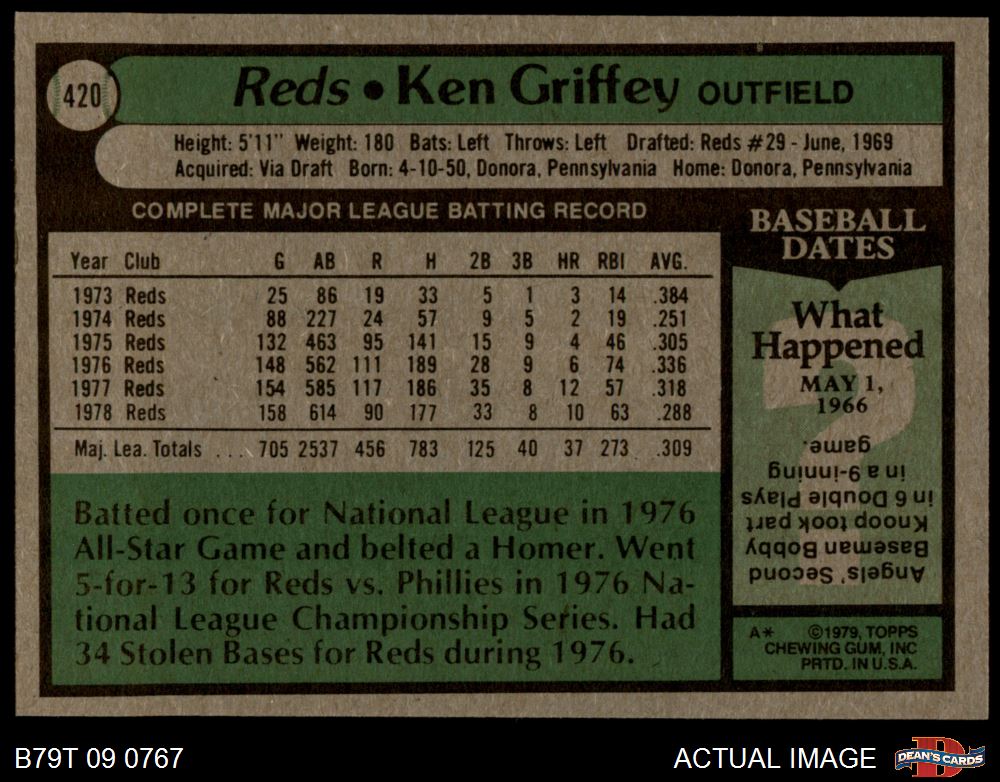 420
Reds • Ken Griffey OUTFIELD
Height: 5'11" Weight: 180 Bats: Left Throws: Left Drafted: Reds #29 - June, 1969
Acquired: Via Draft Born: 4-10-50, Donora, Pennsylvania Home: Donora, Pennsylvania
COMPLETE MAJOR LEAGUE BATTING RECORD
Year Club G AB R H 2B 3B HR RBI AVG.
1973 Reds 25 86 19 33 5 1 3 14 .384
1974 Reds 88 227 24 57 9 5 2 19 .251
1975 Reds 132 463 95 141 15 9 4 46 .305
1976 Reds 148 562 111 189 28 9 6 74 .336
1977 Reds 154 585 117 186 35 8 12 57 .318
1978 Reds 158 614 90 177 33 8 10 63 .288
Maj. Lea. Totals ... 705 2537 456 783 125 40 37 273 .309
Batted once for National League in 1976
All-Star Game and belted a Homer. Went
5-for-13 for Reds vs. Phillies in 1976 Na-
tional League Championship Series. Had
34 Stolen Bases for Reds during 1976.
BASEBALL
DATES
What
Happened
MAY 1,
1966
Angels' Second
Baseman Bobby
Knoop took part
in 6 Double Plays
in a 9-inning
game.
A* ©1979, TOPPS
CHEWING GUM, INC
PRTD. IN U.S.A.
B79T 09 0767
ACTUAL IMAGE
D
DEAN'S CARDS